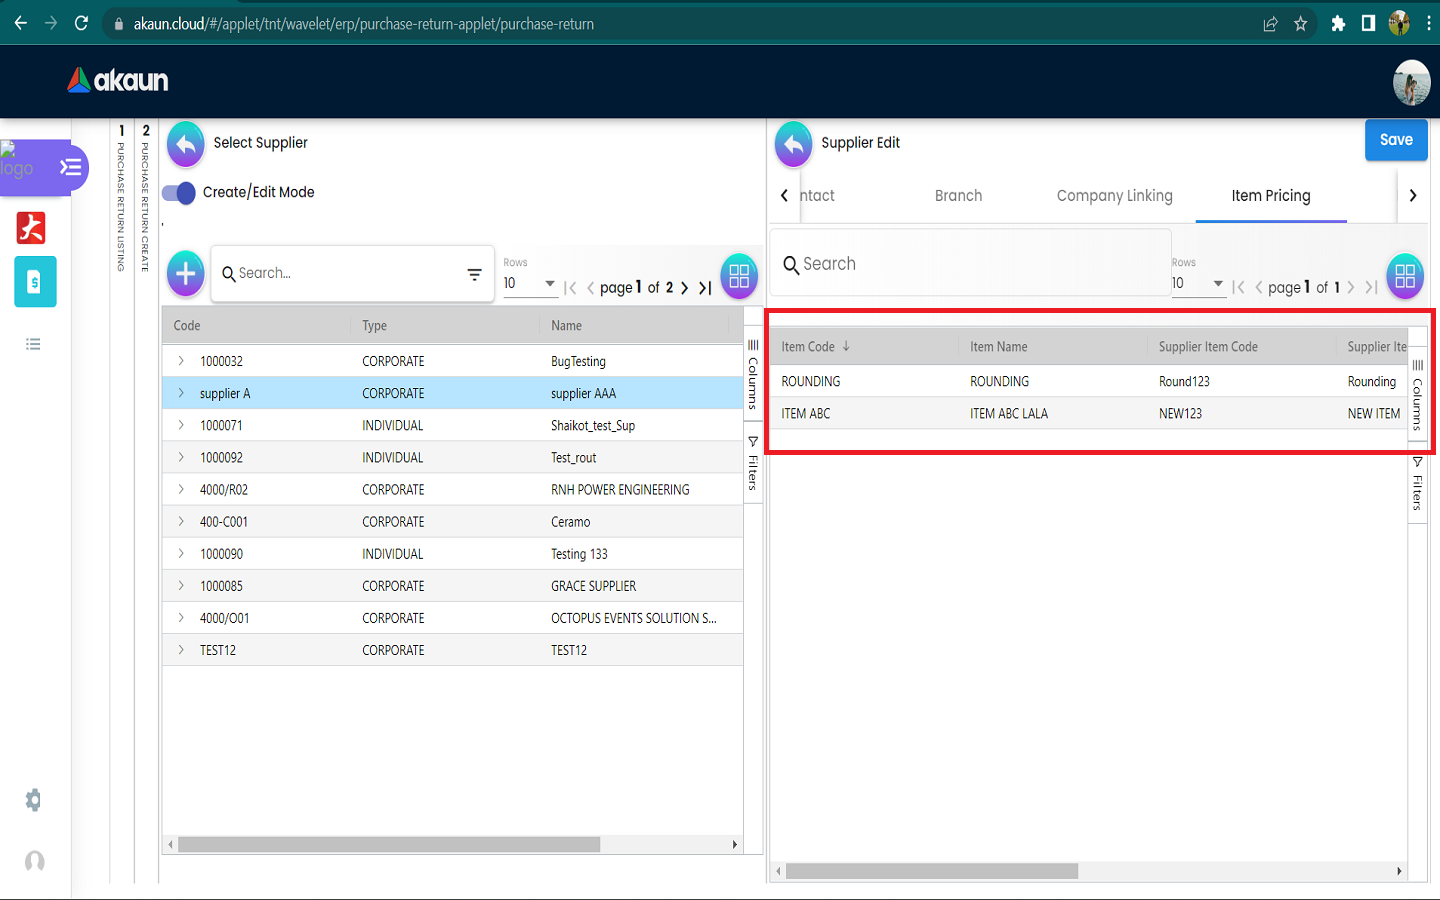 akaun.cloud/#/applet/tnt/wavelet/erp/purchase-return-applet/purchase-return
akaun
logo
1 PURCHASE RETURN LISTING
2 PURCHASE RETURN CREATE
Select Supplier
Create/Edit Mode
Search...
Rows
10
page 1 of 2
Code Type Name
1000032 CORPORATE BugTesting
supplier A CORPORATE supplier AAA
1000071 INDIVIDUAL Shaikot_test_Sup
1000092 INDIVIDUAL Test_rout
4000/R02 CORPORATE RNH POWER ENGINEERING
400-C001 CORPORATE Ceramo
1000090 INDIVIDUAL Testing 133
1000085 CORPORATE GRACE SUPPLIER
4000/O01 CORPORATE OCTOPUS EVENTS SOLUTION S...
TEST12 CORPORATE TEST12
Columns
Filters
Supplier Edit
Save
ntact Branch Company Linking Item Pricing
Search
Rows
10
page 1 of 1
Item Code Item Name Supplier Item Code Supplier Ite
ROUNDING ROUNDING Round123 Rounding
ITEM ABC ITEM ABC LALA NEW123 NEW ITEM
Columns
Filters